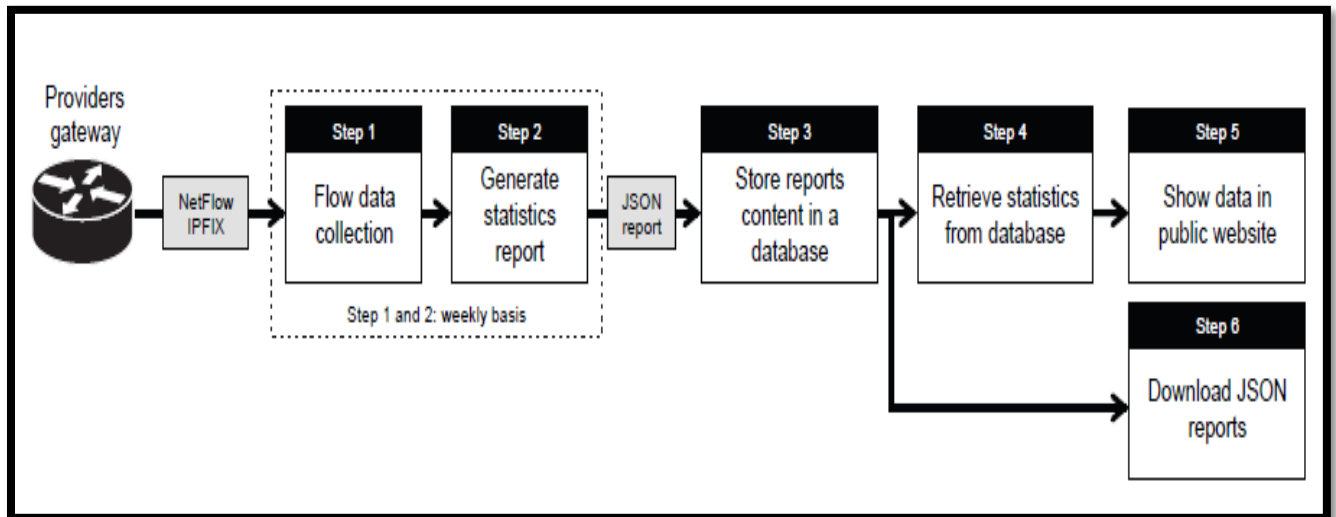 Providers
gateway
NetFlow
IPFIX
Step 1
Flow data
collection
Step 2
Generate
statistics
report
Step 1 and 2: weekly basis
JSON
report
Step 3
Store reports
content in a
database
Step 4
Retrieve statistics
from database
Step 5
Show data in
public website
Step 6
Download JSON
reports